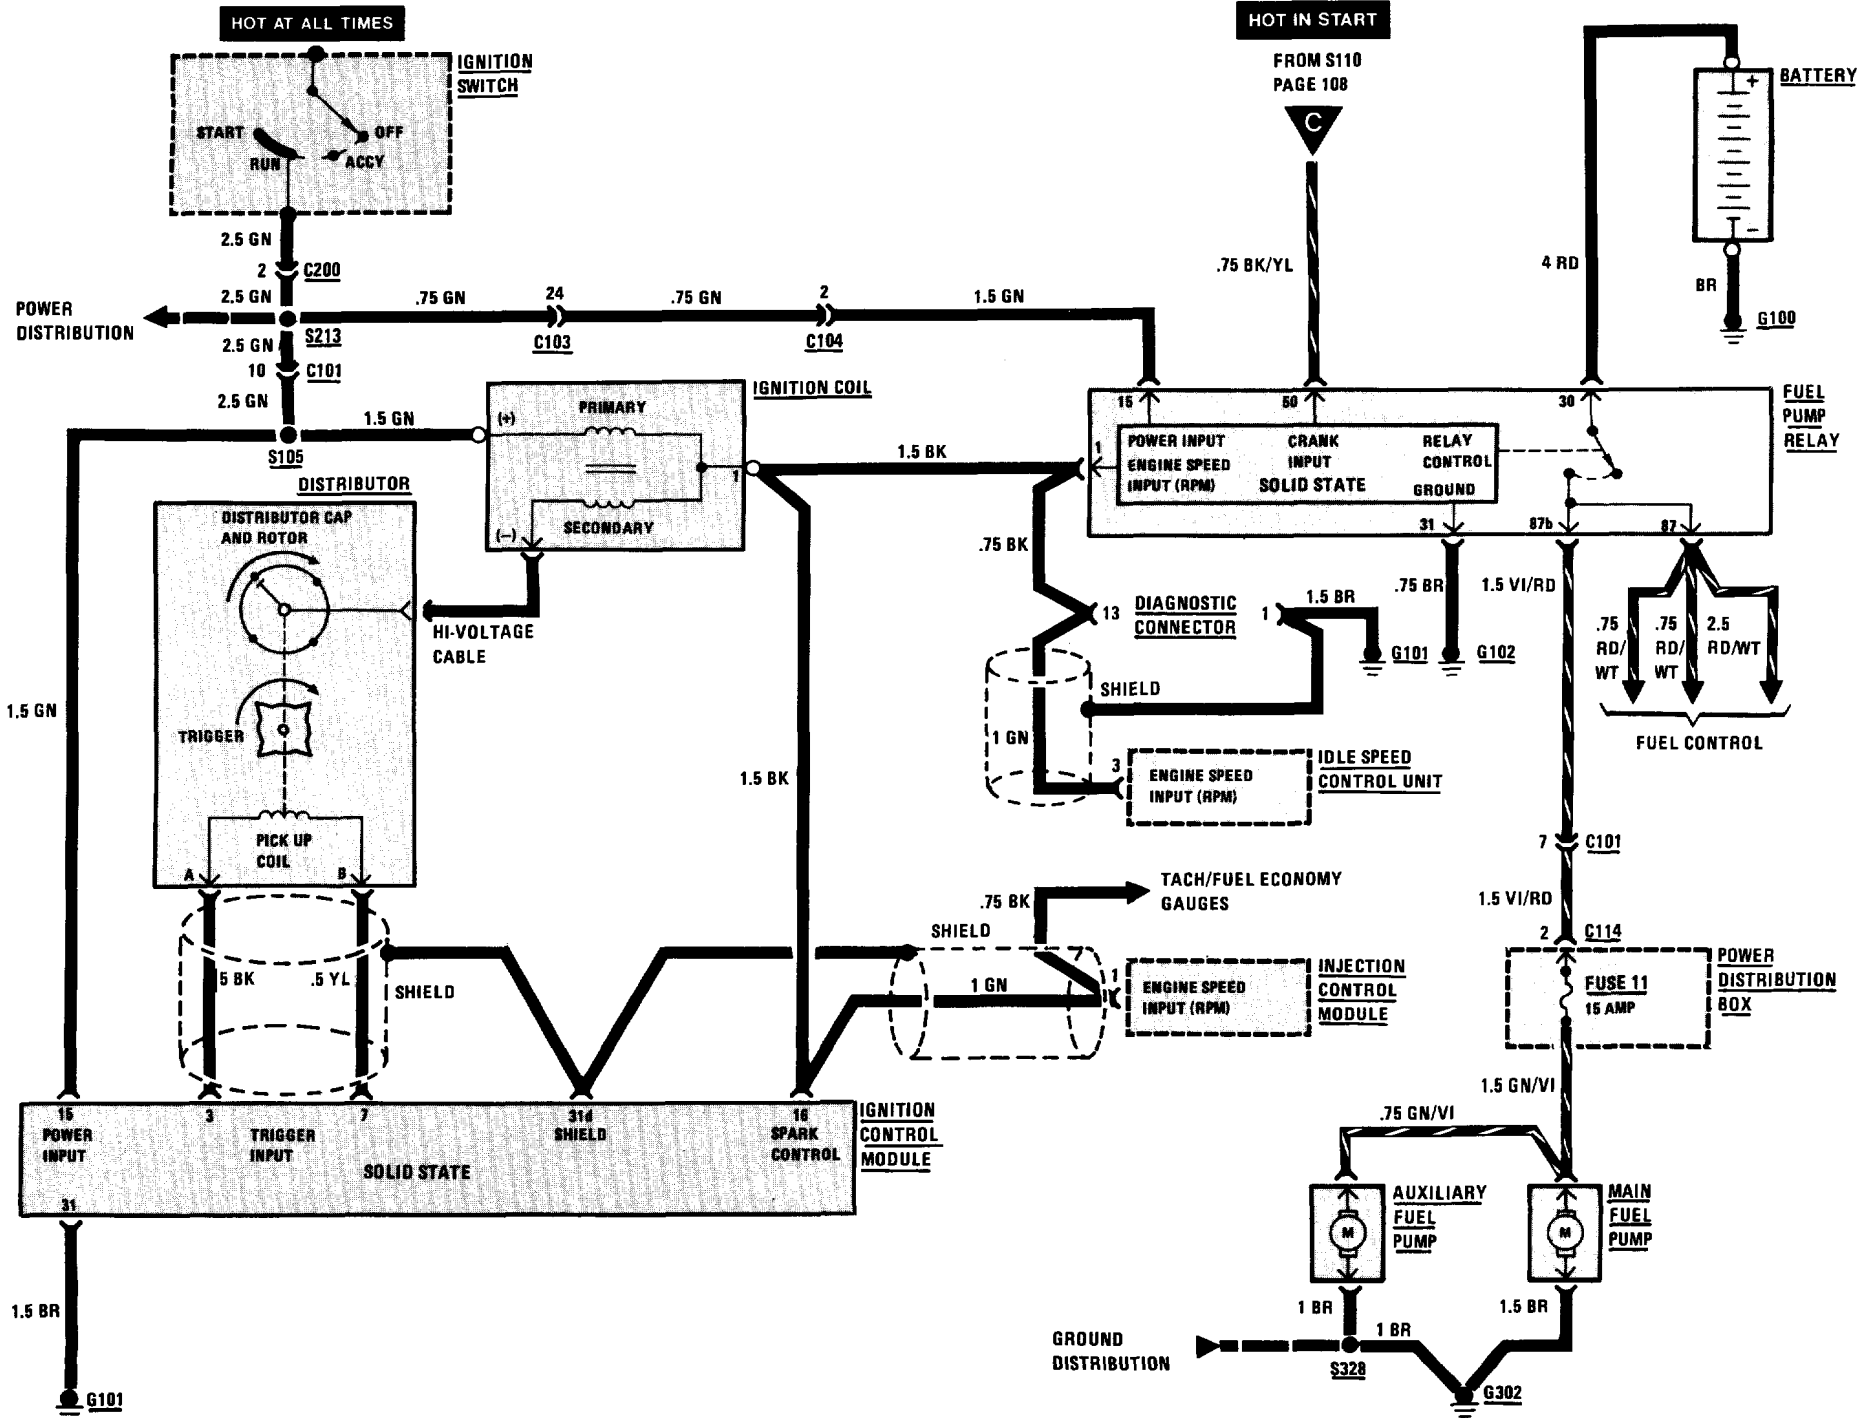 HOT AT ALL TIMES
IGNITION
SWITCH
START
OFF
RUN
ACCY
2.5 GN
2
C200
2.5 GN
POWER
DISTRIBUTION
S213
.75 GN
24
C103
.75 GN
2
C104
1.5 GN
2.5 GN
10
C101
2.5 GN
S105
1.5 GN
HOT IN START
FROM S110
PAGE 108
C
.75 BK/YL
4 RD
BATTERY
+
–
BR
G100
IGNITION COIL
(+)
PRIMARY
1
SECONDARY
(–)
1.5 BK
FUEL
PUMP
RELAY
15
50
30
1
POWER INPUT
ENGINE SPEED
INPUT (RPM)
CRANK
INPUT
SOLID STATE
RELAY
CONTROL
GROUND
31
87b
87
DISTRIBUTOR
DISTRIBUTOR CAP
AND ROTOR
HI-VOLTAGE
CABLE
TRIGGER
PICK UP
COIL
A
B
1.5 GN
1.5 BK
.75 BK
13
DIAGNOSTIC
CONNECTOR
1
1.5 BR
G101
.75 BR
G102
1.5 VI/RD
.75
RD/
WT
.75
RD/
WT
2.5
RD/WT
FUEL CONTROL
SHIELD
1 GN
3
ENGINE SPEED
INPUT (RPM)
IDLE SPEED
CONTROL UNIT
7
C101
1.5 VI/RD
2
C114
FUSE 11
15 AMP
POWER
DISTRIBUTION
BOX
.75 BK
TACH/FUEL ECONOMY
GAUGES
SHIELD
1 GN
1
ENGINE SPEED
INPUT (RPM)
INJECTION
CONTROL
MODULE
5 BK
.5 YL
SHIELD
1.5 GN/VI
.75 GN/VI
15
POWER
INPUT
3
TRIGGER
INPUT
7
31d
SHIELD
16
SPARK
CONTROL
SOLID STATE
31
IGNITION
CONTROL
MODULE
M
AUXILIARY
FUEL
PUMP
M
MAIN
FUEL
PUMP
1.5 BR
G101
1 BR
1.5 BR
GROUND
DISTRIBUTION
1 BR
S328
G302